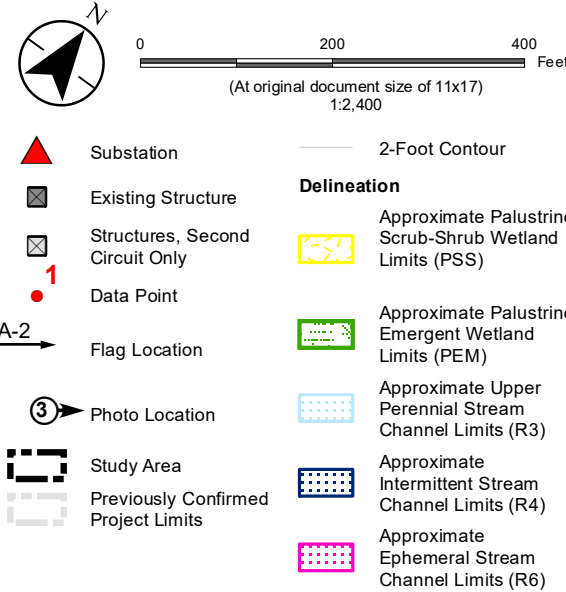 N
0 200 400
Feet
(At original document size of 11x17)
1:2,400
Substation
Existing Structure
Structures, Second
Circuit Only
1
Data Point
A-2
Flag Location
3
Photo Location
Study Area
Previously Confirmed
Project Limits
2-Foot Contour
Delineation
Approximate Palustrine
Scrub-Shrub Wetland
Limits (PSS)
Approximate Palustrine
Emergent Wetland
Limits (PEM)
Approximate Upper
Perennial Stream
Channel Limits (R3)
Approximate
Intermittent Stream
Channel Limits (R4)
Approximate
Ephemeral Stream
Channel Limits (R6)